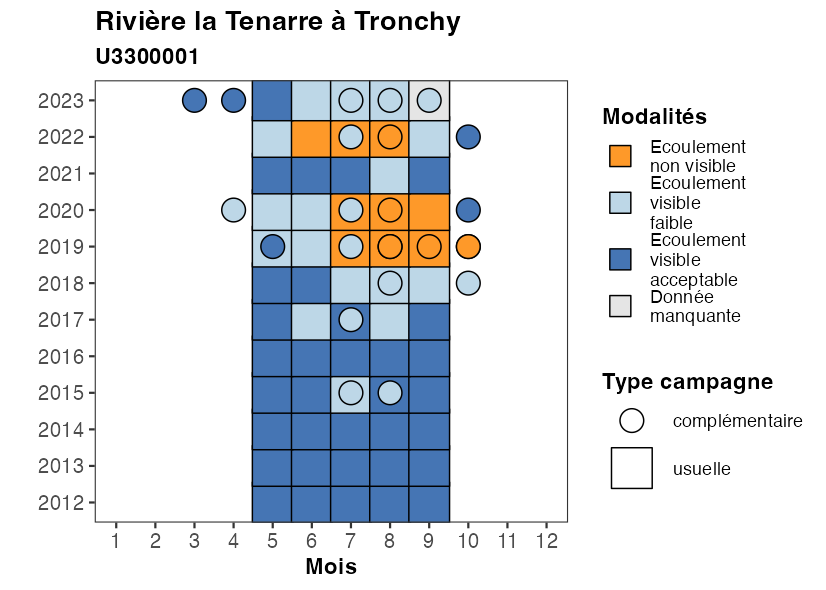 Rivière la Tenarre à Tronchy
U3300001
2023
2022
2021
2020
2019
2018
2017
2016
2015
2014
2013
2012
1 2 3 4 5 6 7 8 9 10 11 12
Mois
Modalités
Ecoulement
non visible
Ecoulement
visible
faible
Ecoulement
visible
acceptable
Donnée
manquante
Type campagne
complémentaire
usuelle